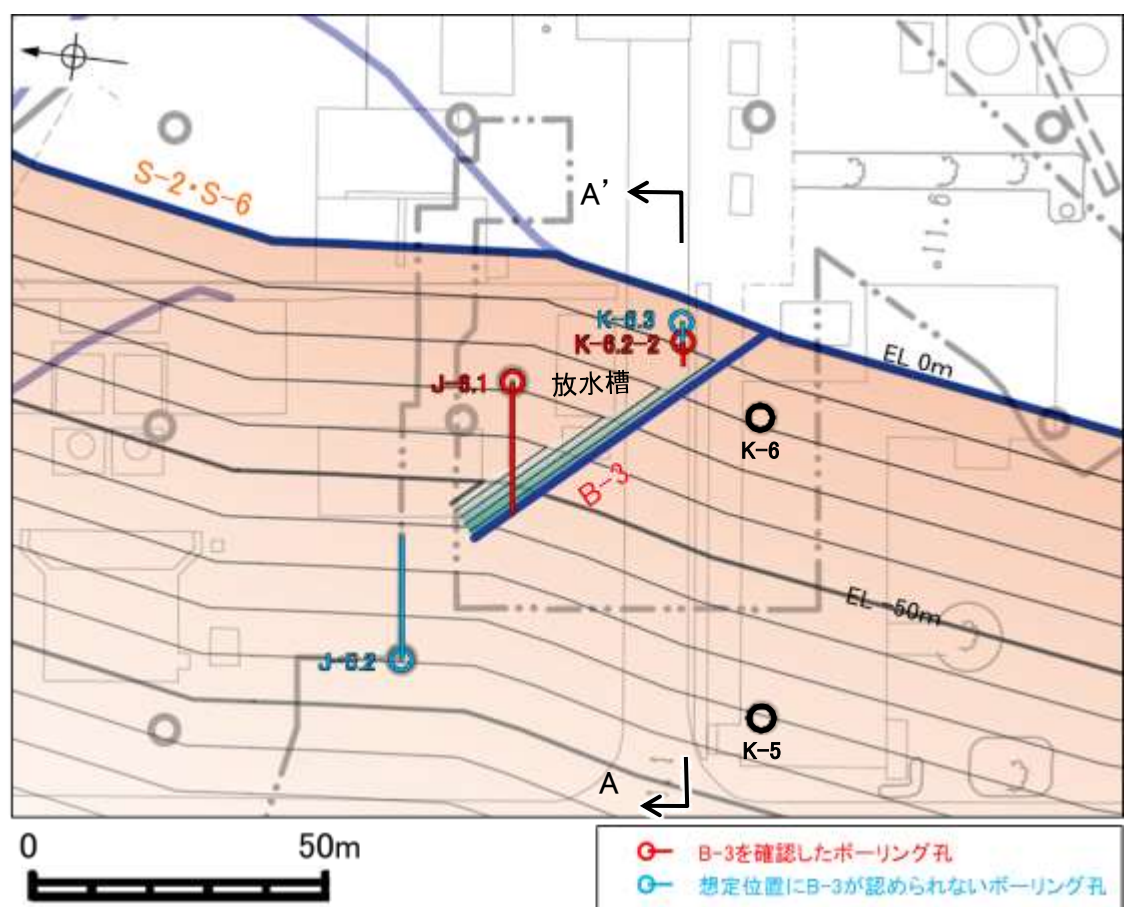 S-2・S-6
A'
K-6.3
K-6.2-2
J-6.1
放水槽
EL 0m
K-6
B-3
EL -50m
K-5
A
0 50m
B-3を確認したボーリング孔
想定位置にB-3が認められないボーリング孔